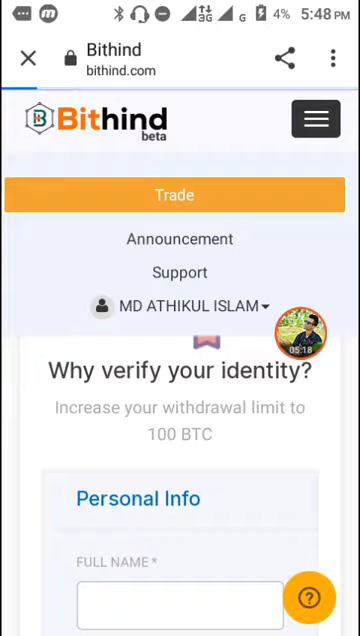 3G
G
4%
5:48 PM
Bithind
bithind.com
Bithind
beta
Trade
Announcement
Support
MD ATHIKUL ISLAM
05:18
Why verify your identity?
Increase your withdrawal limit to
100 BTC
Personal Info
FULL NAME *